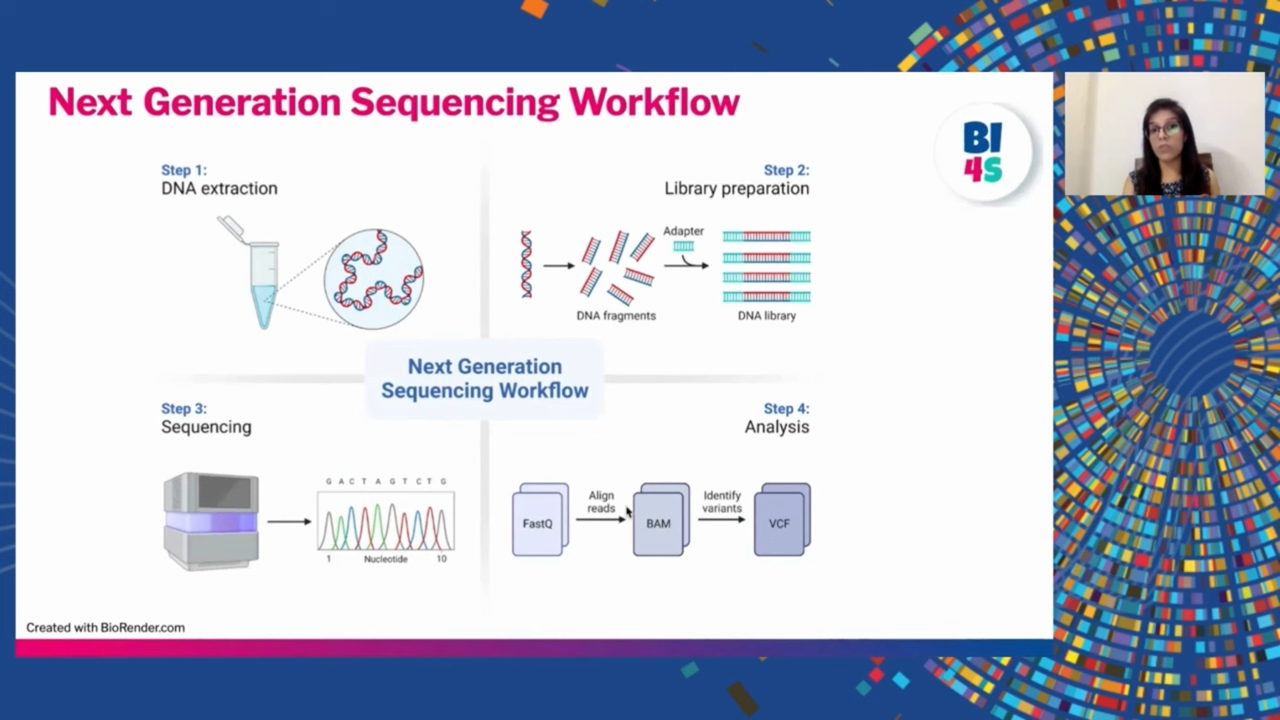 Next Generation Sequencing Workflow
BI
4S
Step 1:
DNA extraction
Step 2:
Library preparation
Adapter
DNA fragments
DNA library
Next Generation
Sequencing Workflow
Step 3:
Sequencing
G A C T A G T C T G
1 Nucleotide 10
Step 4:
Analysis
FastQ
Align
reads
BAM
Identify
variants
VCF
Created with BioRender.com